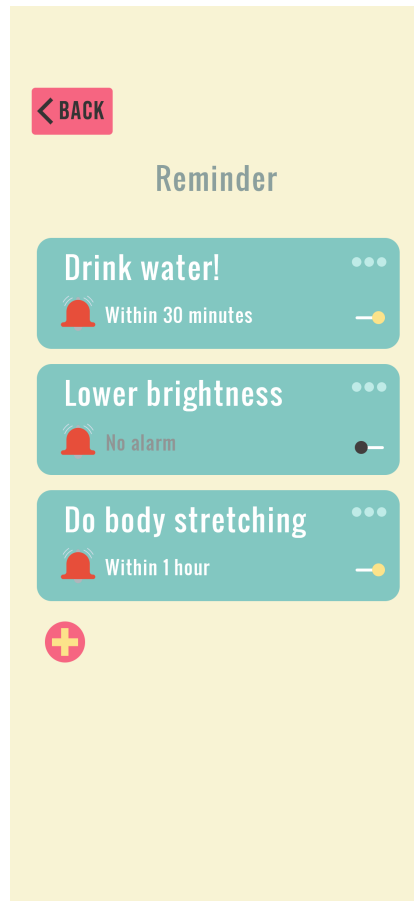 BACK
Reminder
Drink water!
Within 30 minutes
Lower brightness
No alarm
Do body stretching
Within 1 hour